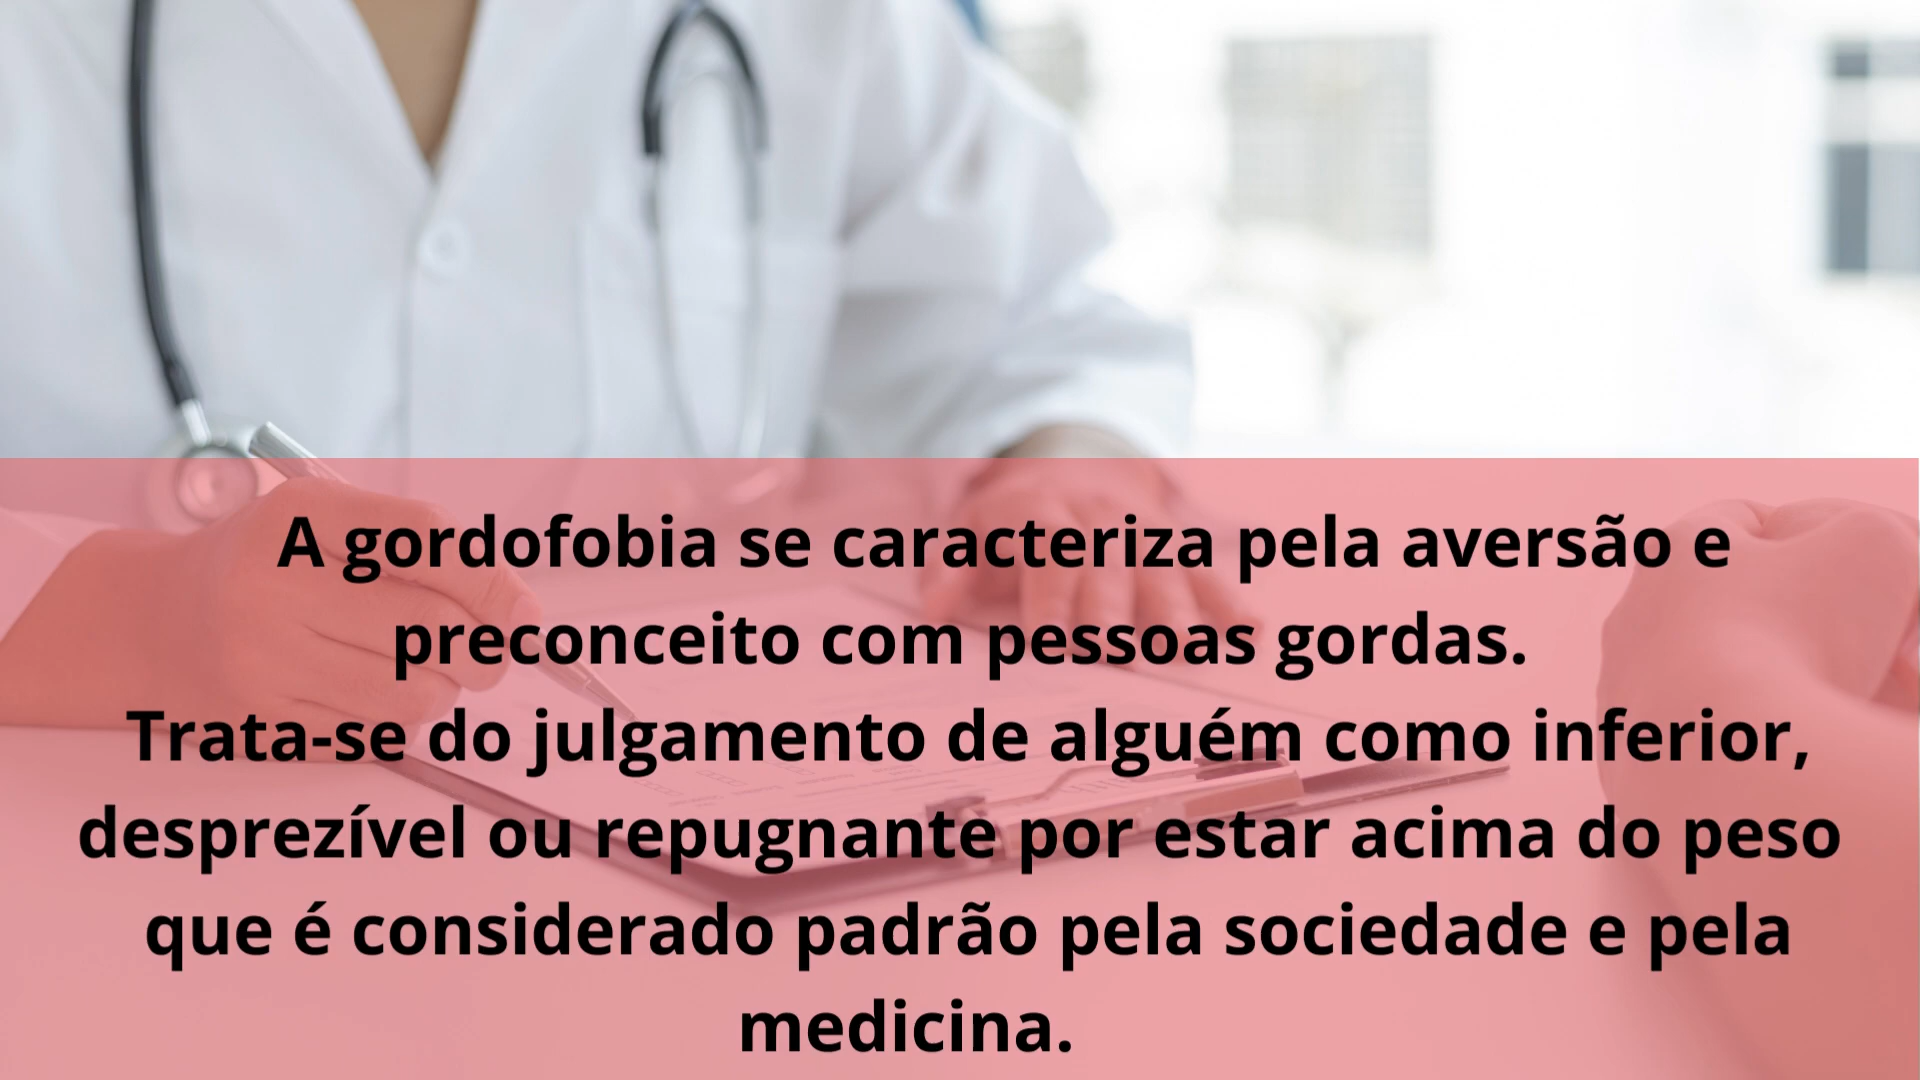 A gordofobia se caracteriza pela aversão e
preconceito com pessoas gordas.
Trata-se do julgamento de alguém como inferior,
desprezível ou repugnante por estar acima do peso
que é considerado padrão pela sociedade e pela
medicina.